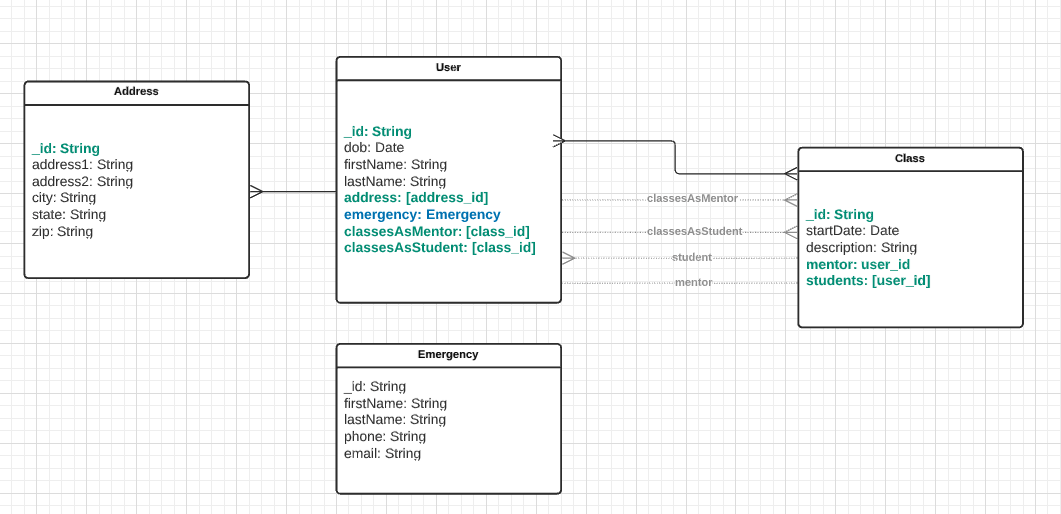 Address
_id: String
address1: String
address2: String
city: String
state: String
zip: String
User
_id: String
dob: Date
firstName: String
lastName: String
address: [address_id]
emergency: Emergency
classesAsMentor: [class_id]
classesAsStudent: [class_id]
classesAsMentor
classesAsStudent
student
mentor
Class
_id: String
startDate: Date
description: String
mentor: user_id
students: [user_id]
Emergency
_id: String
firstName: String
lastName: String
phone: String
email: String